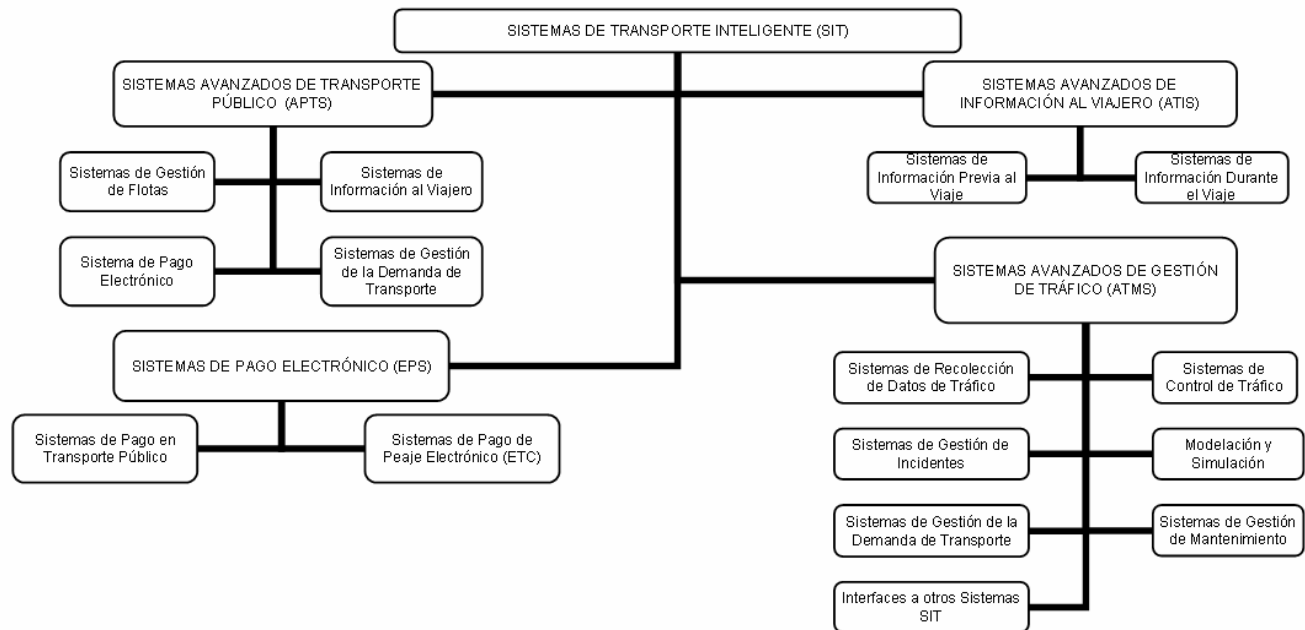 SISTEMAS DE TRANSPORTE INTELIGENTE (SIT)
SISTEMAS AVANZADOS DE TRANSPORTE
PÚBLICO (APTS)
Sistemas de Gestión
de Flotas
Sistemas de
Información al Viajero
Sistema de Pago
Electrónico
Sistemas de Gestión
de la Demanda de
Transporte
SISTEMAS AVANZADOS DE
INFORMACIÓN AL VIAJERO (ATIS)
Sistemas de
Información Previa al
Viaje
Sistemas de
Información Durante
el Viaje
SISTEMAS DE PAGO ELECTRÓNICO (EPS)
Sistemas de Pago en
Transporte Público
Sistemas de Pago de
Peaje Electrónico (ETC)
SISTEMAS AVANZADOS DE GESTIÓN
DE TRÁFICO (ATMS)
Sistemas de Recolección
de Datos de Tráfico
Sistemas de
Control de Tráfico
Sistemas de Gestión de
Incidentes
Modelación y
Simulación
Sistemas de Gestión de la
Demanda de Transporte
Sistemas de Gestión
de Mantenimiento
Interfaces a otros Sistemas
SIT